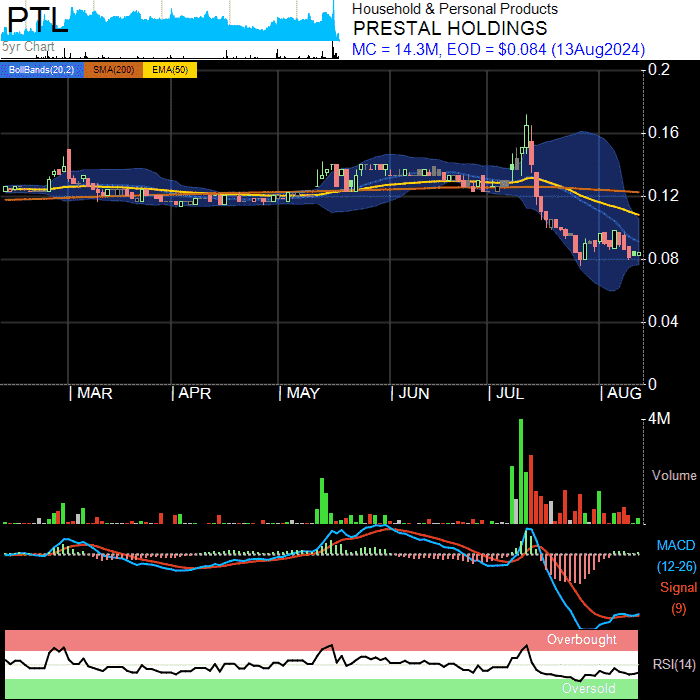 PTL
5yr Chart
Household & Personal Products
PRESTAL HOLDINGS
MC = 14.3M, EOD = $0.084 (13Aug2024)
BollBands(20,2) SMA(200) EMA(50)
0.2
0.16
0.12
0.08
0.04
0
MAR APR MAY JUN JUL AUG
4M
Volume
MACD
(12-26)
Signal
(9)
Overbought
RSI(14)
Oversold